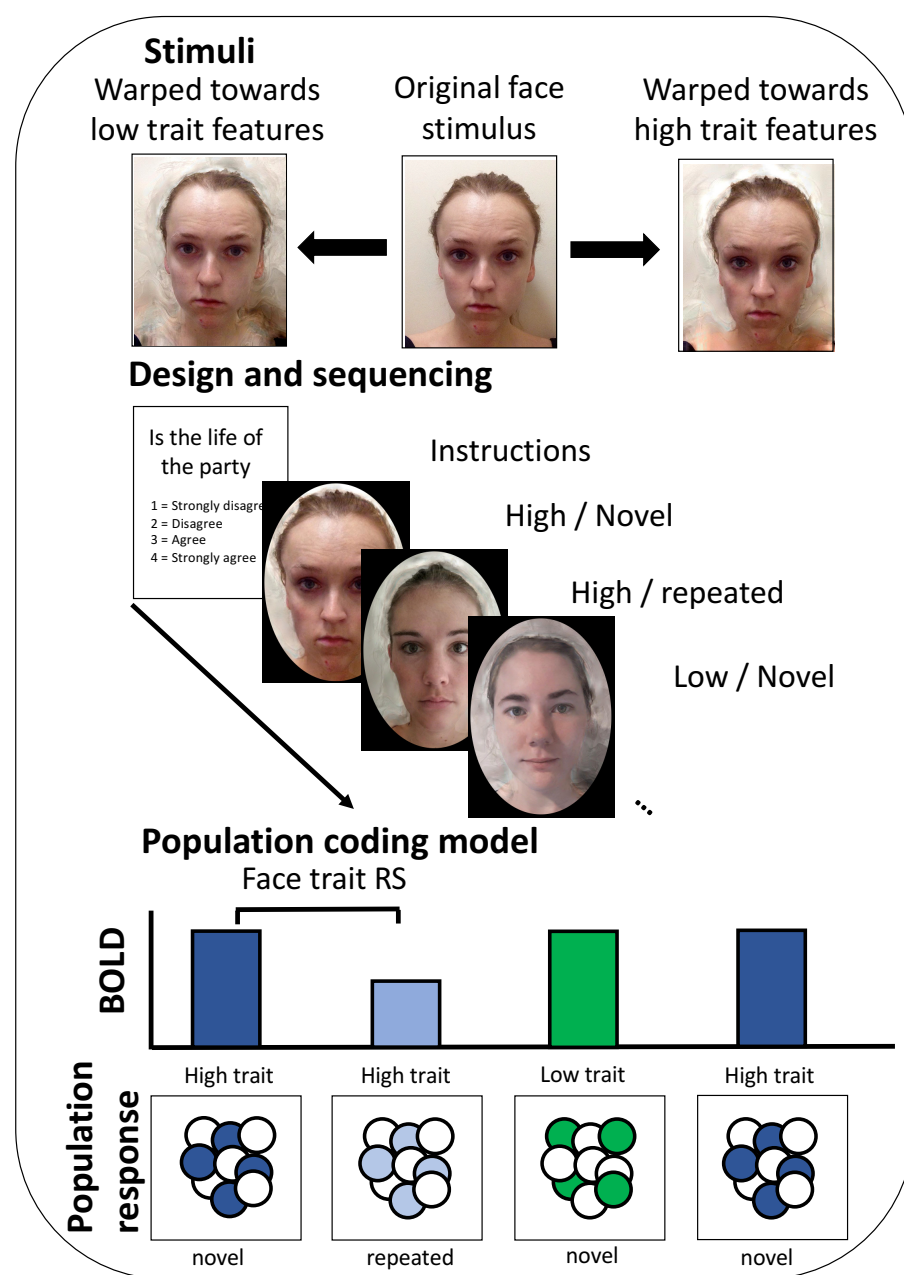 Stimuli
Warped towards
low trait features
Original face
stimulus
Warped towards
high trait features
Design and sequencing
Is the life of
the party
1 = Strongly disagre
2 = Disagree
3 = Agree
4 = Strongly agree
Instructions
High / Novel
High / repeated
Low / Novel
...
Population coding model
Face trait RS
BOLD
High trait
High trait
Low trait
High trait
Population
response
novel
repeated
novel
novel